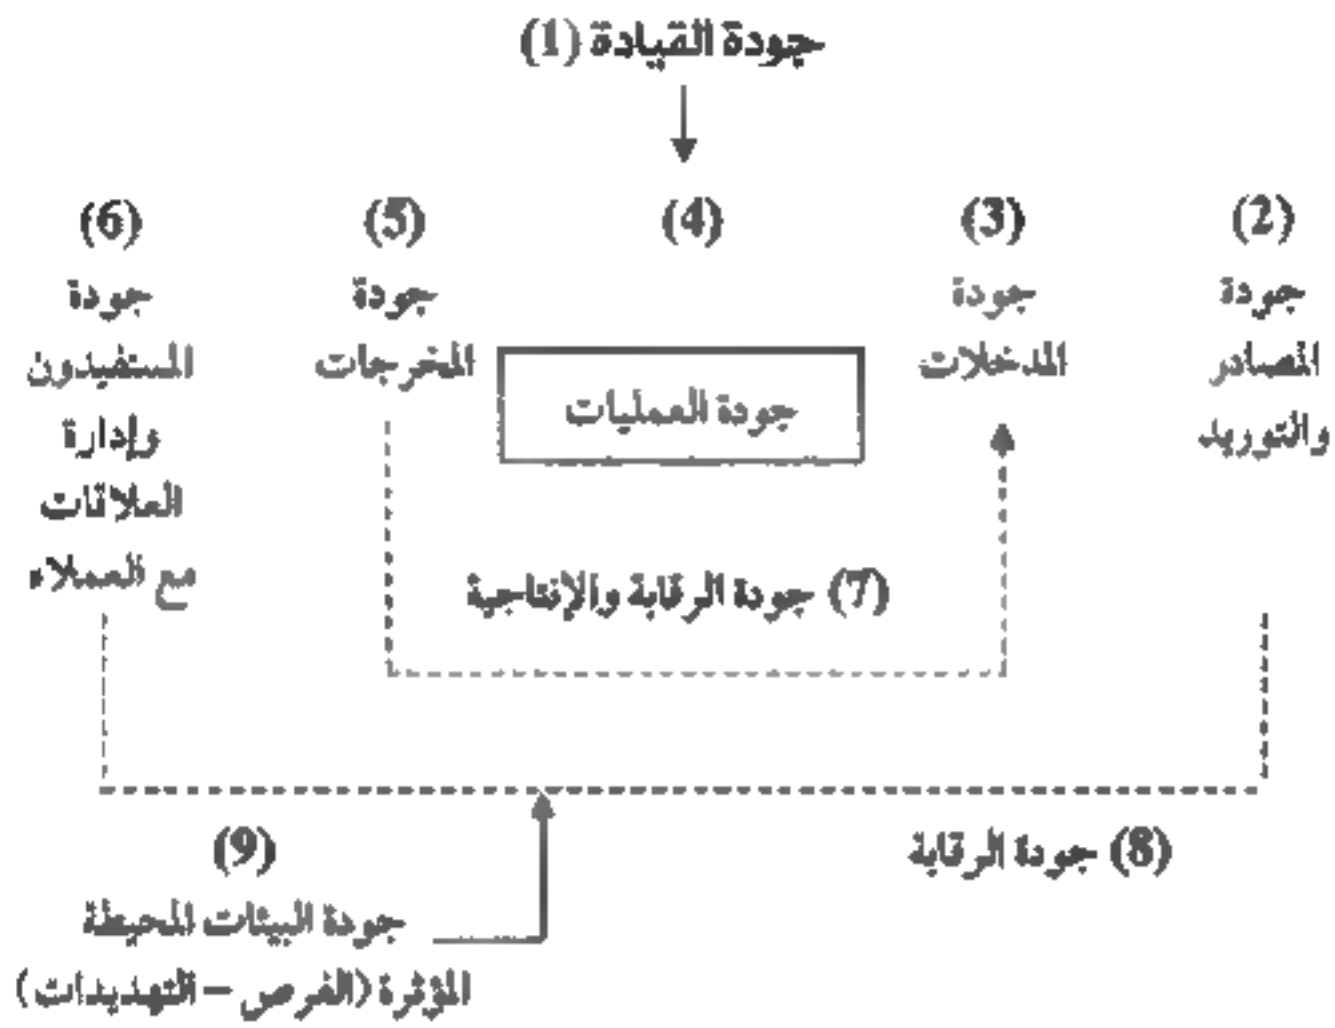 جودة القيادة (1)
(2)
جودة
المصادر
والتوريد
(3)
جودة
المدخلات
(4)
جودة العمليات
(5)
جودة
المخرجات
(6)
جودة
المستفيدون
وإدارة
العلاقات
مع العملاء
(7) جودة الرقابة والإنتاجية
(8) جودة الرقابة
(9)
جودة البيئات المحيطة
المؤثرة (الفرص – التهديدات)